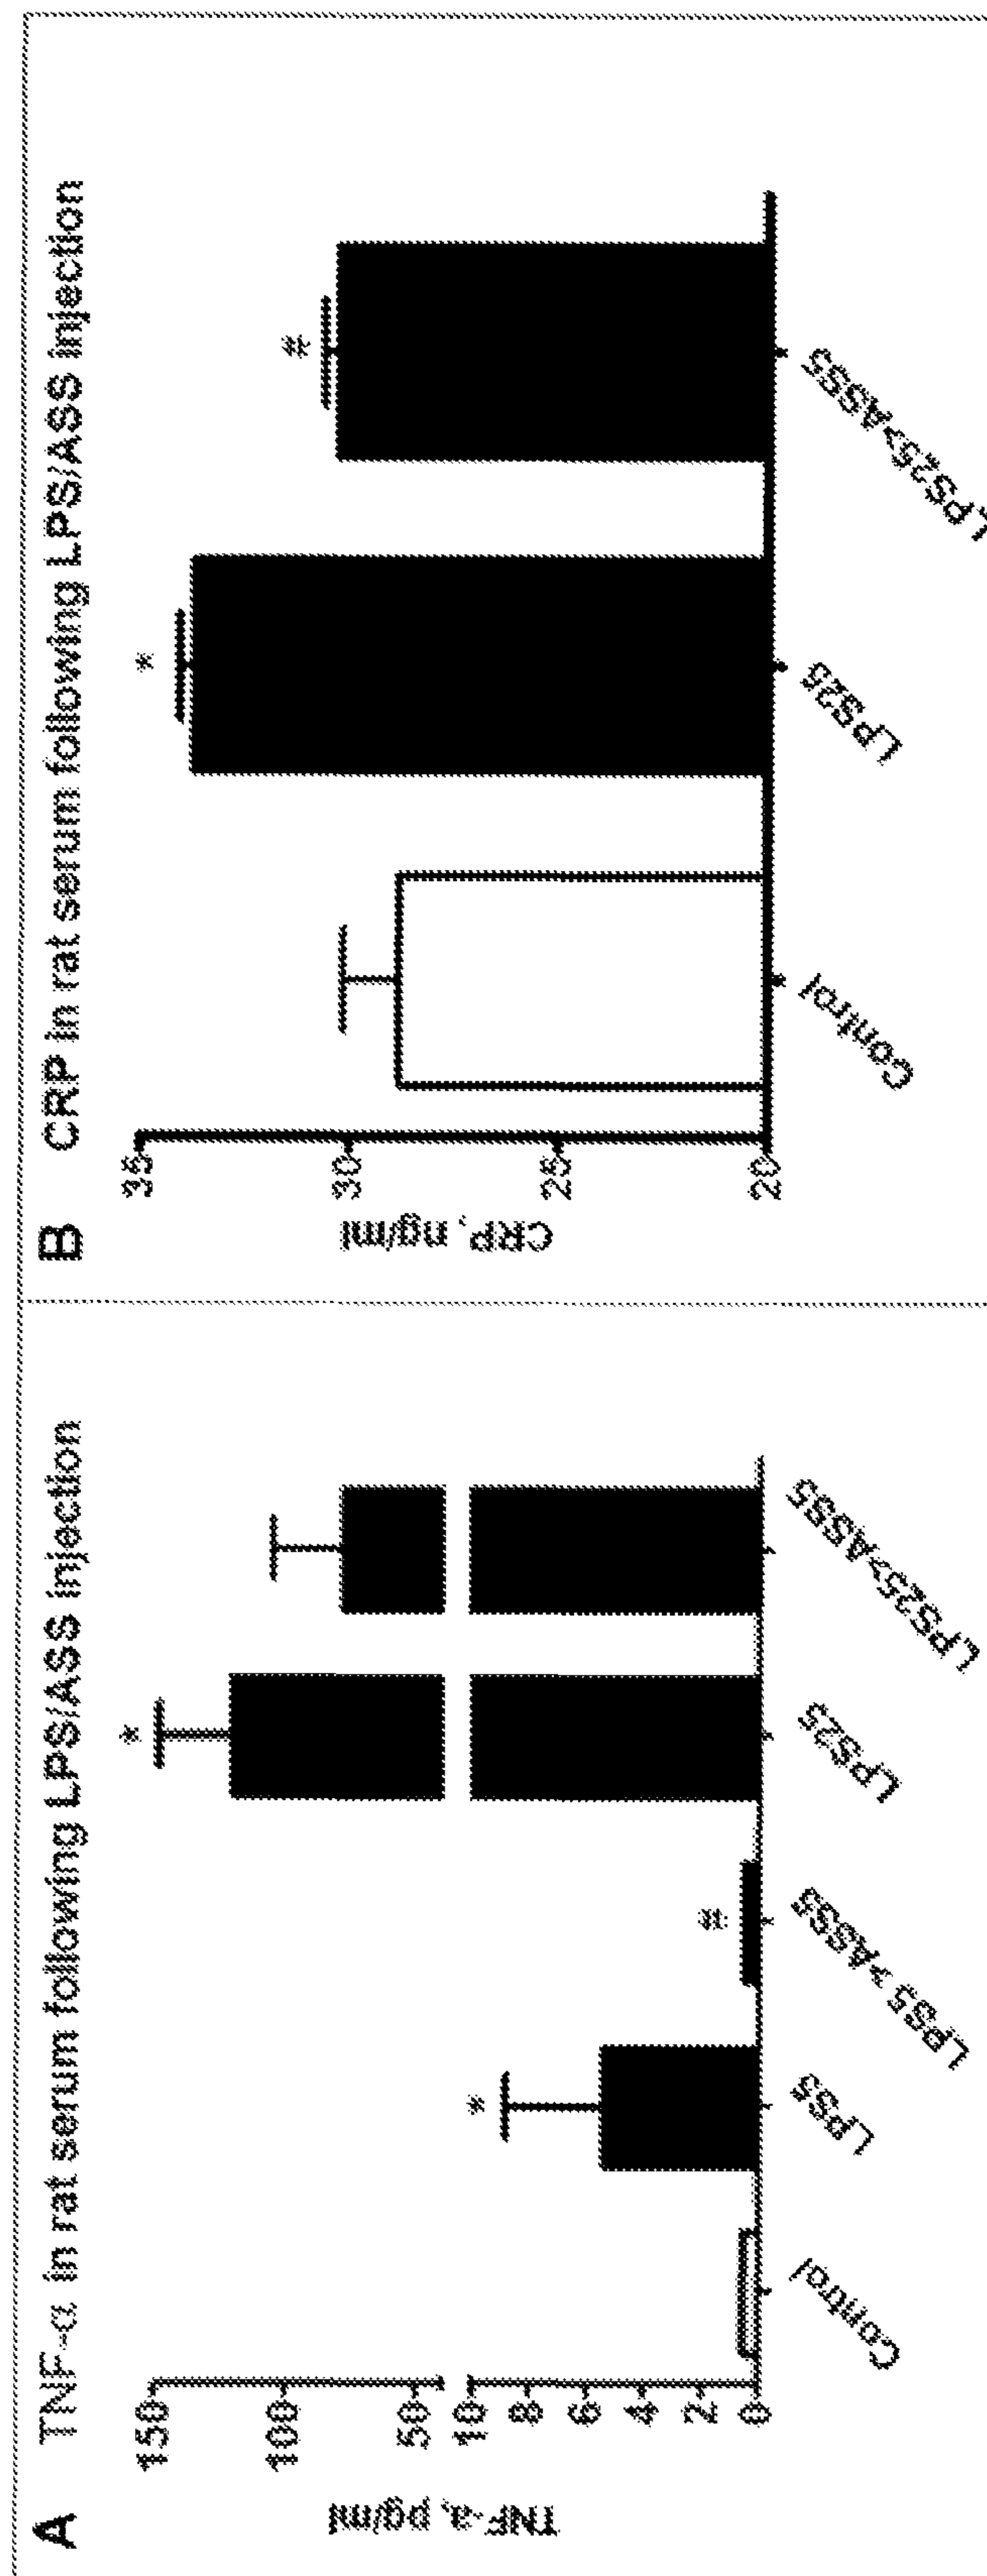 A TNF-α in rat serum following LPS/ASS injection
TNF-a, pg/ml
150
100
50
10
8
6
4
2
0
*
#
*
Control
LPS5
LPS5 >ASS5
LPS25
LPS25>ASS5
B CRP in rat serum following LPS/ASS injection
CRP, ng/ml
35
30
25
20
*
#
Control
LPS25
LPS25>ASS5